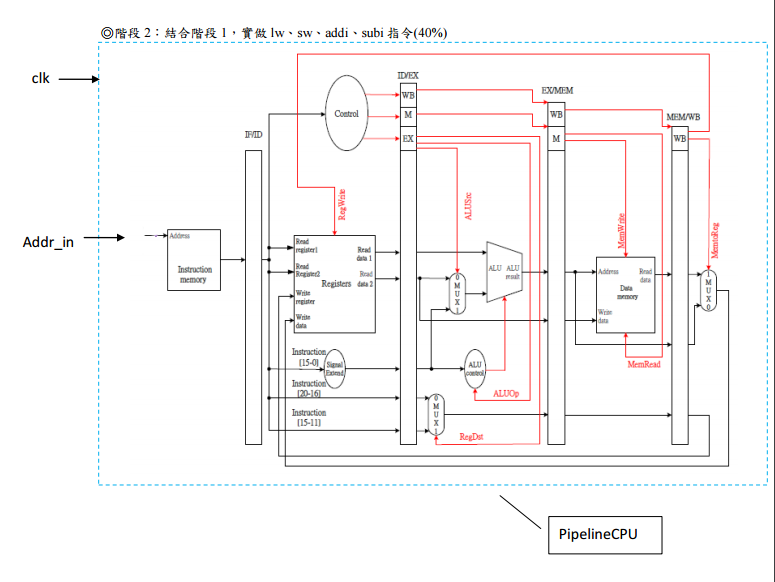 ◎階段 2：結合階段 1，實做 lw、sw、addi、subi 指令(40%)
clk
Addr_in
ID/EX
EX/MEM
MEM/WB
IF/ID
Control
WB
M
EX
WB
M
WB
RegWrite
ALUSrc
MemWrite
MemtoReg
Address
Instruction
memory
Read
register1
Read
Register2
Write
register
Write
data
Registers
Read
data 1
Read
data 2
0
M
U
X
1
ALU
ALU
result
Address
Read
data
Data
memory
Write
data
1
M
U
X
0
Instruction
[15-0]
Signal
Extend
ALU
control
MemRead
Instruction
[20-16]
ALUOp
Instruction
[15-11]
0
M
U
X
1
RegDst
PipelineCPU